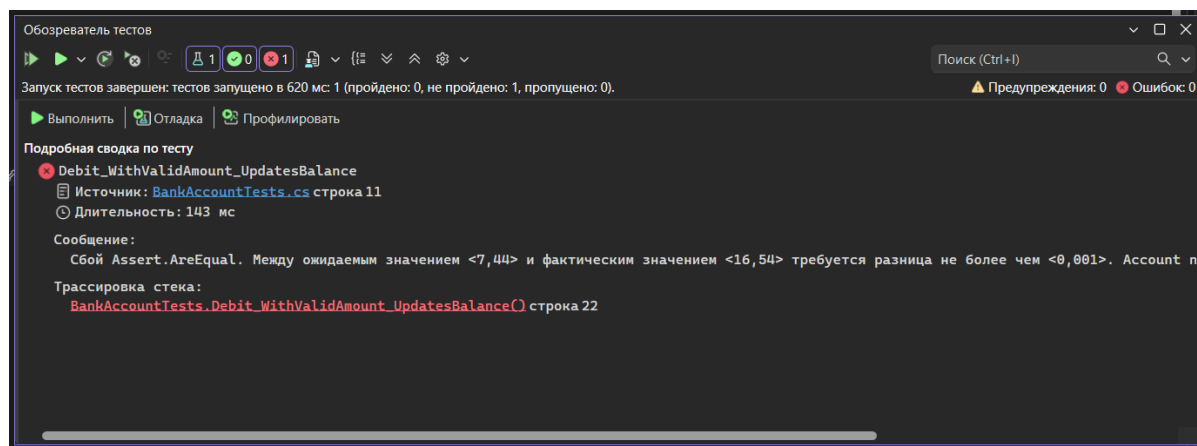 Обозреватель тестов
1 0 1 Поиск (Ctrl+I)
Запуск тестов завершен: тестов запущено в 620 мс: 1 (пройдено: 0, не пройдено: 1, пропущено: 0). Предупреждения: 0 Ошибок: 0
Выполнить Отладка Профилировать
Подробная сводка по тесту
Debit_WithValidAmount_UpdatesBalance
Источник: BankAccountTests.cs строка 11
Длительность: 143 мс
Сообщение:
Сбой Assert.AreEqual. Между ожидаемым значением <7,44> и фактическим значением <16,54> требуется разница не более чем <0,001>. Account n
Трассировка стека:
BankAccountTests.Debit_WithValidAmount_UpdatesBalance() строка 22